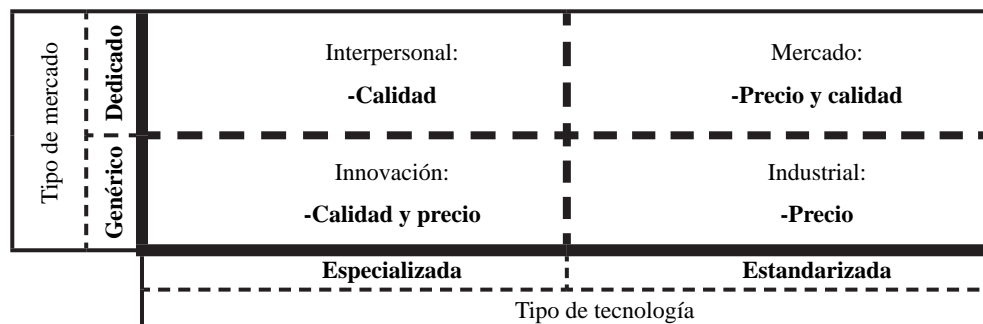 Tipo de mercado
Dedicado
Interpersonal:
-Calidad
Mercado:
-Precio y calidad
Genérico
Innovación:
-Calidad y precio
Industrial:
-Precio
Especializada
Estandarizada
Tipo de tecnología